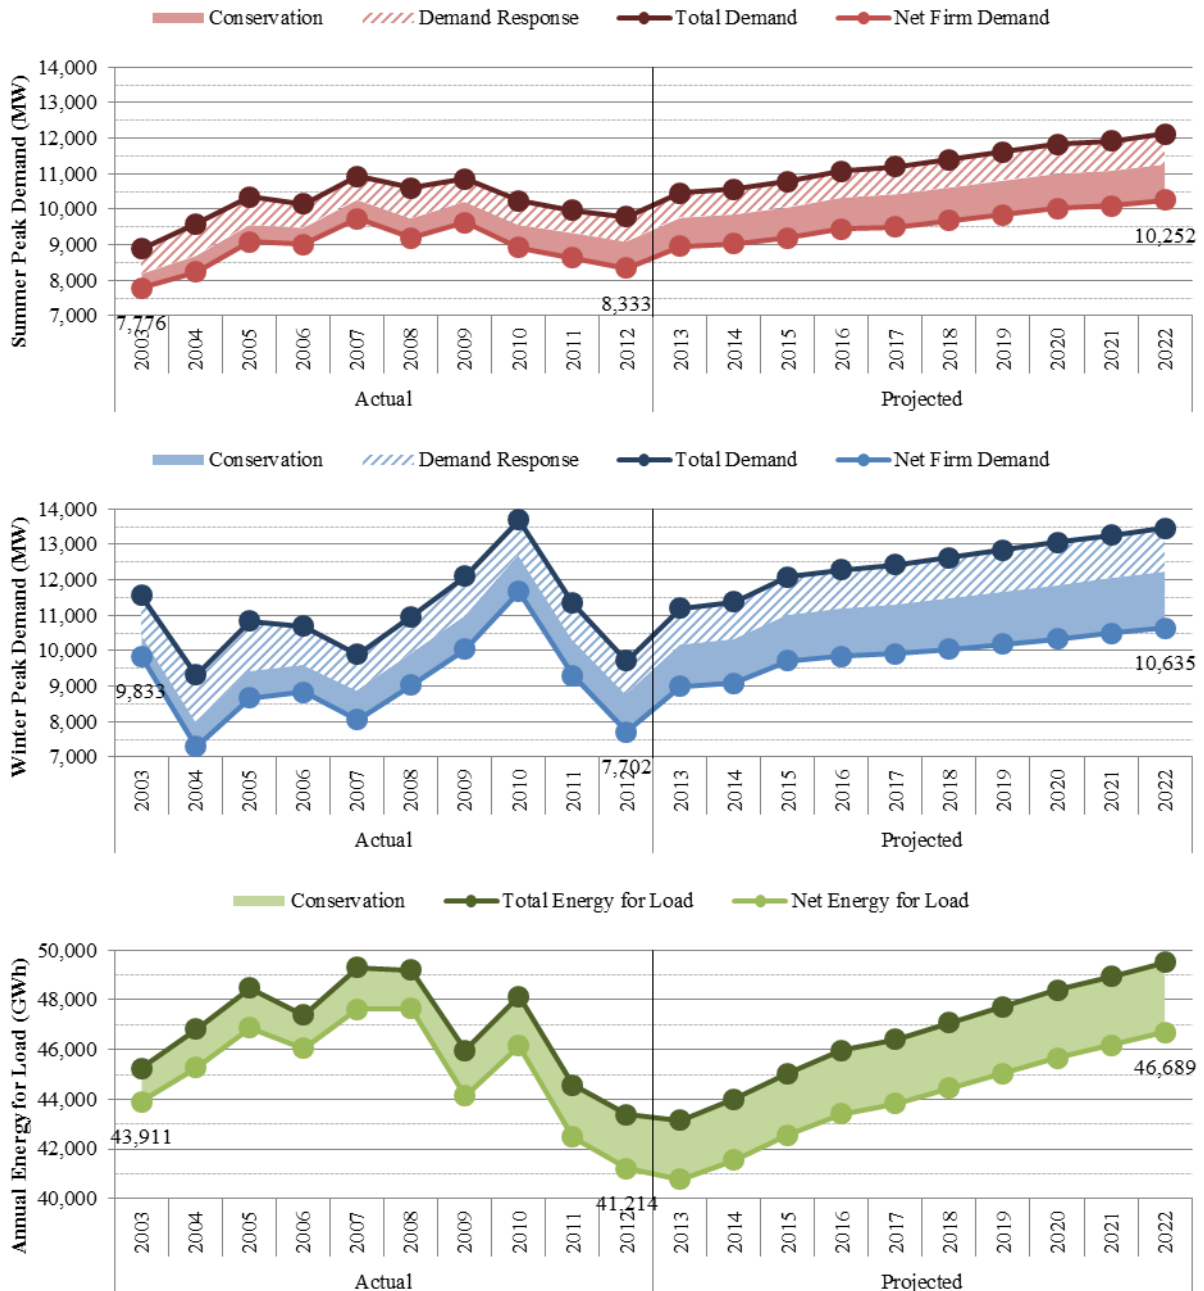 Conservation Demand Response Total Demand Net Firm Demand
Summer Peak Demand (MW)
14,000
13,000
12,000
11,000
10,000
9,000
8,000
7,000
10,252
8,333
7,776
2003 2004 2005 2006 2007 2008 2009 2010 2011 2012 2013 2014 2015 2016 2017 2018 2019 2020 2021 2022
Actual Projected
Conservation Demand Response Total Demand Net Firm Demand
Winter Peak Demand (MW)
14,000
13,000
12,000
11,000
10,000
9,000
8,000
7,000
9,833
10,635
7,702
2003 2004 2005 2006 2007 2008 2009 2010 2011 2012 2013 2014 2015 2016 2017 2018 2019 2020 2021 2022
Actual Projected
Conservation Total Energy for Load Net Energy for Load
Annual Energy for Load (GWh)
50,000
48,000
46,000
44,000
42,000
40,000
46,689
43,911
41,214
2003 2004 2005 2006 2007 2008 2009 2010 2011 2012 2013 2014 2015 2016 2017 2018 2019 2020 2021 2022
Actual Projected